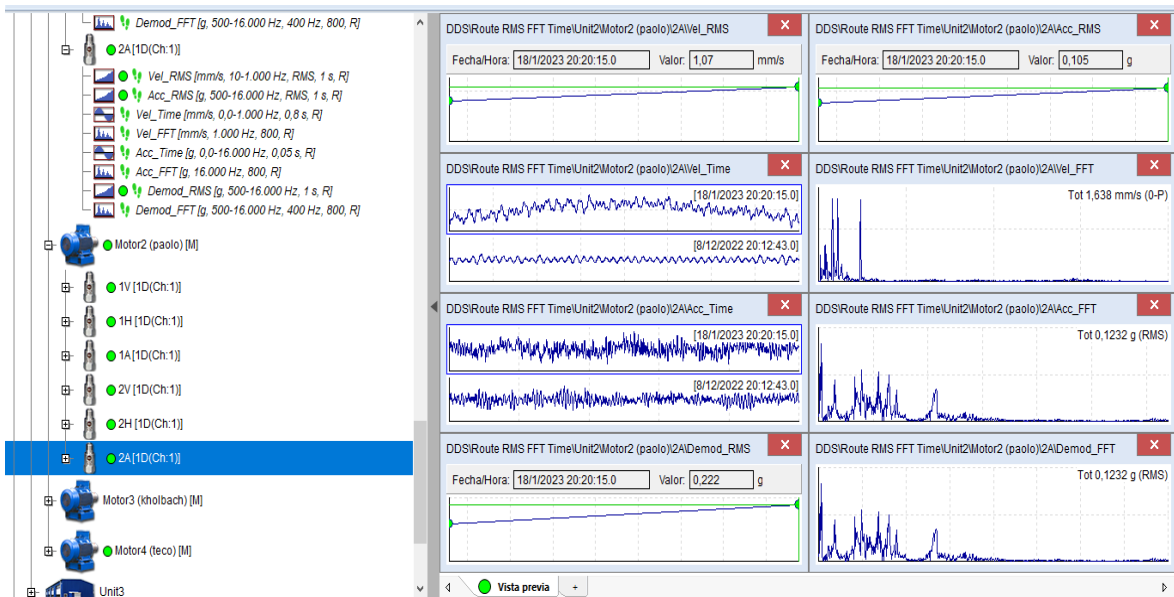 Demod_FFT [g, 500-16.000 Hz, 400 Hz, 800, R]
2A[1D(Ch:1)]
Vel_RMS [mm/s, 10-1.000 Hz, RMS, 1 s, R]
Acc_RMS [g, 500-16.000 Hz, RMS, 1 s, R]
Vel_Time [mm/s, 0,0-1.000 Hz, 0,8 s, R]
Vel_FFT [mm/s, 1.000 Hz, 800, R]
Acc_Time [g, 0,0-16.000 Hz, 0,05 s, R]
Acc_FFT [g, 16.000 Hz, 800, R]
Demod_RMS [g, 500-16.000 Hz, 1 s, R]
Demod_FFT [g, 500-16.000 Hz, 400 Hz, 800, R]
Motor2 (paolo) [M]
1V [1D(Ch:1)]
1H [1D(Ch:1)]
1A[1D(Ch:1)]
2V [1D(Ch:1)]
2H [1D(Ch:1)]
2A[1D(Ch:1)]
Motor3 (kholbach) [M]
Motor4 (teco) [M]
Unit3
DDS\Route RMS FFT Time\Unit2\Motor2 (paolo)\2A\Vel_RMS
Fecha/Hora: 18/1/2023 20:20:15.0 Valor: 1,07 mm/s
DDS\Route RMS FFT Time\Unit2\Motor2 (paolo)\2A\Acc_RMS
Fecha/Hora: 18/1/2023 20:20:15.0 Valor: 0,105 g
DDS\Route RMS FFT Time\Unit2\Motor2 (paolo)\2A\Vel_Time
[18/1/2023 20:20:15.0]
[8/12/2022 20:12:43.0]
DDS\Route RMS FFT Time\Unit2\Motor2 (paolo)\2A\Vel_FFT
Tot 1,638 mm/s (0-P)
DDS\Route RMS FFT Time\Unit2\Motor2 (paolo)\2A\Acc_Time
[18/1/2023 20:20:15.0]
[8/12/2022 20:12:43.0]
DDS\Route RMS FFT Time\Unit2\Motor2 (paolo)\2A\Acc_FFT
Tot 0,1232 g (RMS)
DDS\Route RMS FFT Time\Unit2\Motor2 (paolo)\2A\Demod_RMS
Fecha/Hora: 18/1/2023 20:20:15.0 Valor: 0,222 g
DDS\Route RMS FFT Time\Unit2\Motor2 (paolo)\2A\Demod_FFT
Tot 0,1232 g (RMS)
Vista previa +